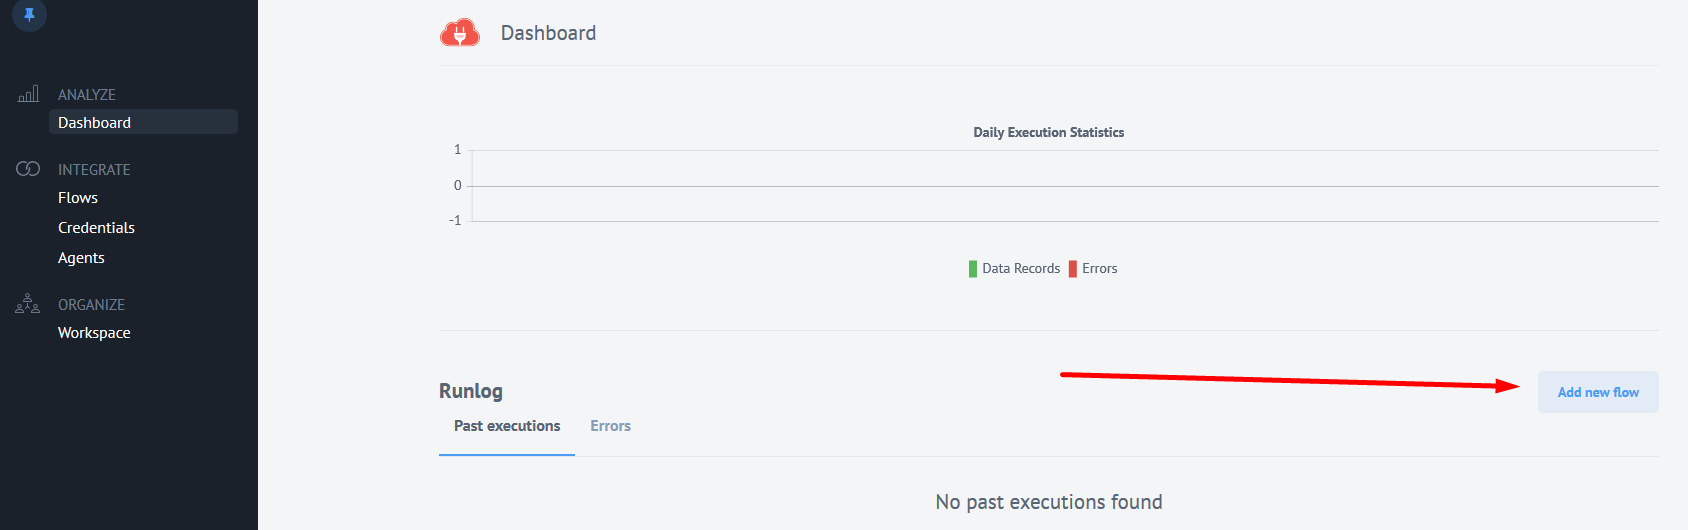 ANALYZE
Dashboard
INTEGRATE
Flows
Credentials
Agents
ORGANIZE
Workspace
Dashboard
Daily Execution Statistics
1
0
-1
Data Records Errors
Runlog
Add new flow
Past executions Errors
No past executions found